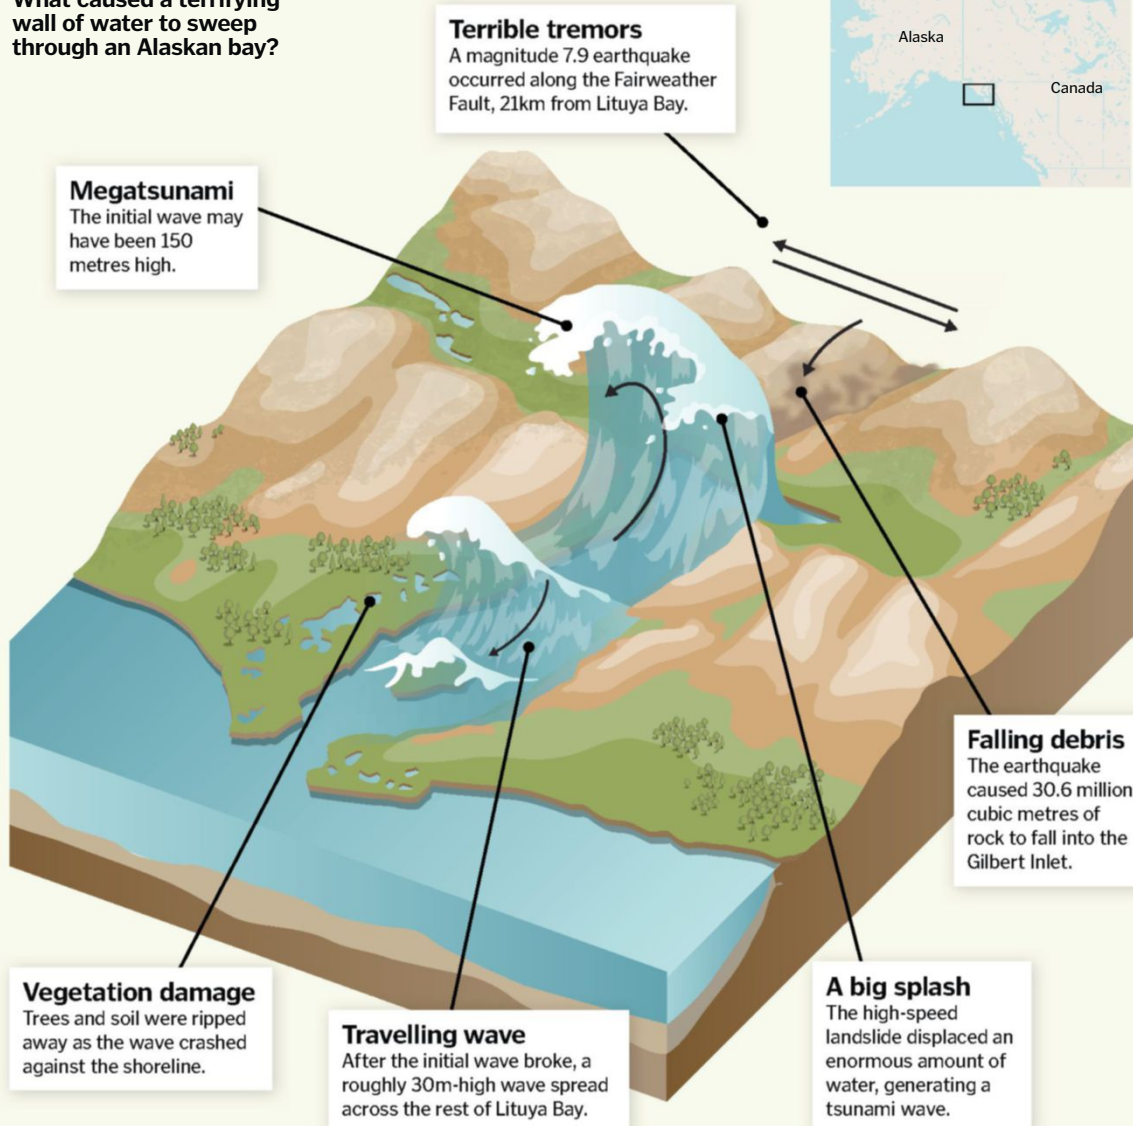 What caused a terrifying
wall of water to sweep
through an Alaskan bay?
Terrible tremors
A magnitude 7.9 earthquake
occurred along the Fairweather
Fault, 21km from Lituya Bay.
Alaska
Canada
Megatsunami
The initial wave may
have been 150
metres high.
Falling debris
The earthquake
caused 30.6 million
cubic metres of
rock to fall into the
Gilbert Inlet.
Vegetation damage
Trees and soil were ripped
away as the wave crashed
against the shoreline.
Travelling wave
After the initial wave broke, a
roughly 30m-high wave spread
across the rest of Lituya Bay.
A big splash
The high-speed
landslide displaced an
enormous amount of
water, generating a
tsunami wave.